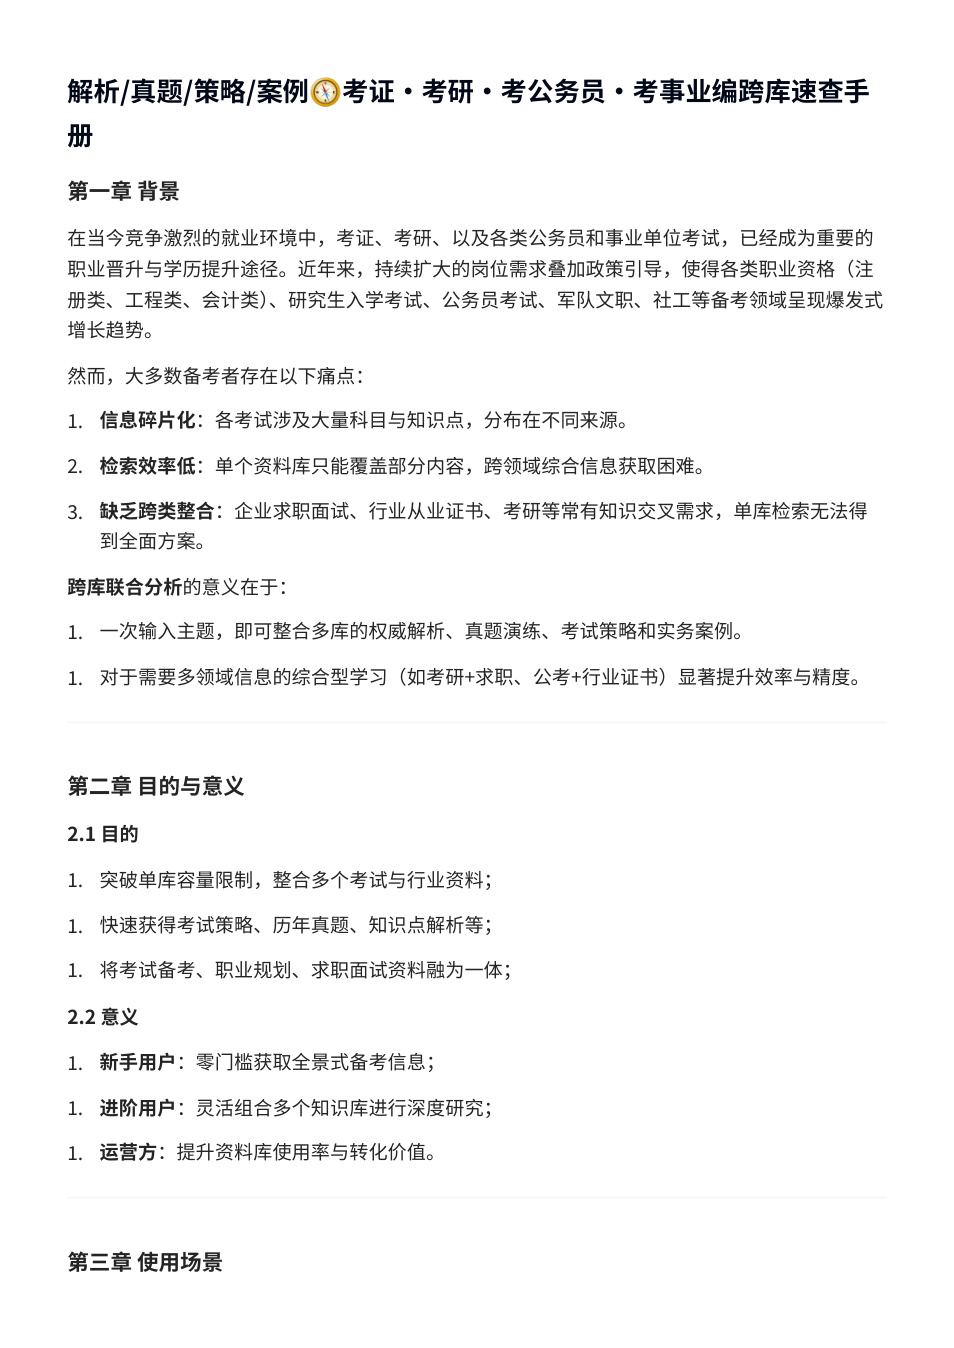 解析/真题/策略/案例🧭考证・考研・考公务员・考事业编跨库速查手
册
第一章 背景
在当今竞争激烈的就业环境中，考证、考研、以及各类公务员和事业单位考试，已经成为重要的
职业晋升与学历提升途径。近年来，持续扩大的岗位需求叠加政策引导，使得各类职业资格（注
册类、工程类、会计类）、研究生入学考试、公务员考试、军队文职、社工等备考领域呈现爆发式
增长趋势。
然而，大多数备考者存在以下痛点：
1. 信息碎片化：各考试涉及大量科目与知识点，分布在不同来源。
2. 检索效率低：单个资料库只能覆盖部分内容，跨领域综合信息获取困难。
3. 缺乏跨类整合：企业求职面试、行业从业证书、考研等常有知识交叉需求，单库检索无法得
到全面方案。
跨库联合分析的意义在于：
1. 一次输入主题，即可整合多库的权威解析、真题演练、考试策略和实务案例。
1. 对于需要多领域信息的综合型学习（如考研+求职、公考+行业证书）显著提升效率与精度。
第二章 目的与意义
2.1 目的
1. 突破单库容量限制，整合多个考试与行业资料；
1. 快速获得考试策略、历年真题、知识点解析等；
1. 将考试备考、职业规划、求职面试资料融为一体；
2.2 意义
1. 新手用户：零门槛获取全景式备考信息；
1. 进阶用户：灵活组合多个知识库进行深度研究；
1. 运营方：提升资料库使用率与转化价值。
第三章 使用场景